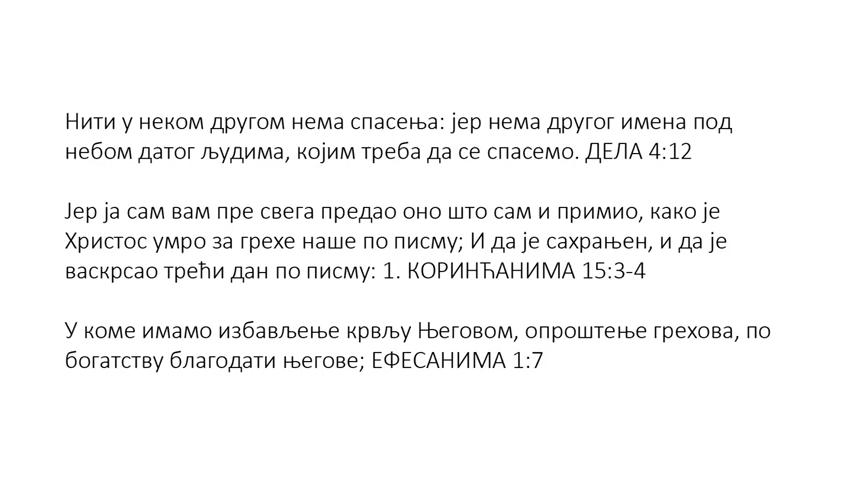 Нити у неком другом нема спасења: јер нема другог имена под
небом датог људима, којим треба да се спасемо. ДЕЛА 4:12
Јер ја сам вам пре свега предао оно што сам и примио, како је
Христос умро за грехе наше по писму; И да је сахрањен, и да је
васкрсао трећи дан по писму: 1. КОРИНЋАНИМА 15:3-4
У коме имамо избављење крвљу Његовом, опроштење грехова, по
богатству благодати његове; ЕФЕСАНИМА 1:7